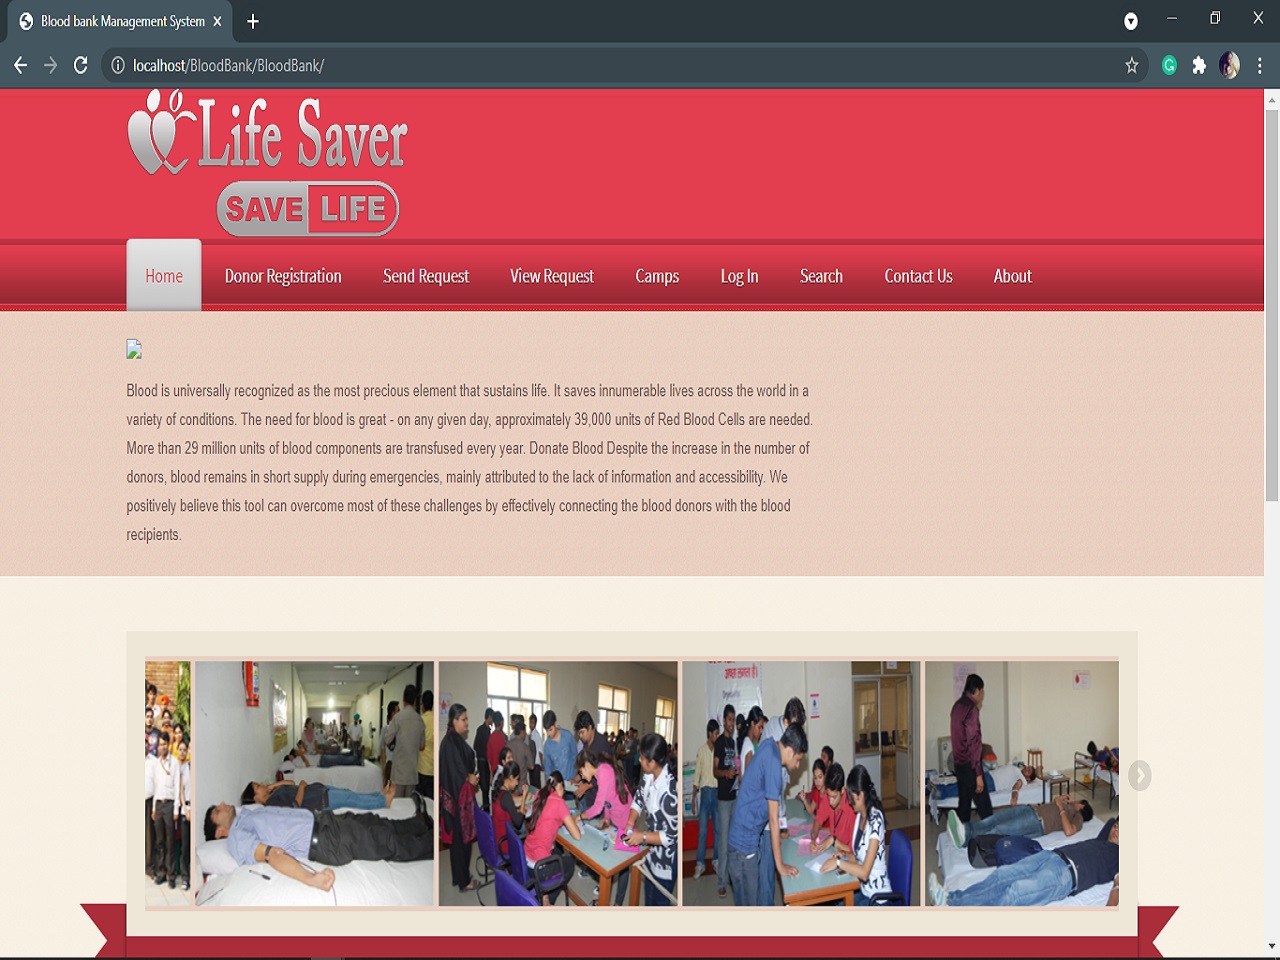 Blood bank Management System
localhost/BloodBank/BloodBank/
Life Saver
SAVE LIFE
Home Donor Registration Send Request View Request Camps Log In Search Contact Us About
Blood is universally recognized as the most precious element that sustains life. It saves innumerable lives across the world in a
variety of conditions. The need for blood is great - on any given day, approximately 39,000 units of Red Blood Cells are needed.
More than 29 million units of blood components are transfused every year. Donate Blood Despite the increase in the number of
donors, blood remains in short supply during emergencies, mainly attributed to the lack of information and accessibility. We
positively believe this tool can overcome most of these challenges by effectively connecting the blood donors with the blood
recipients.